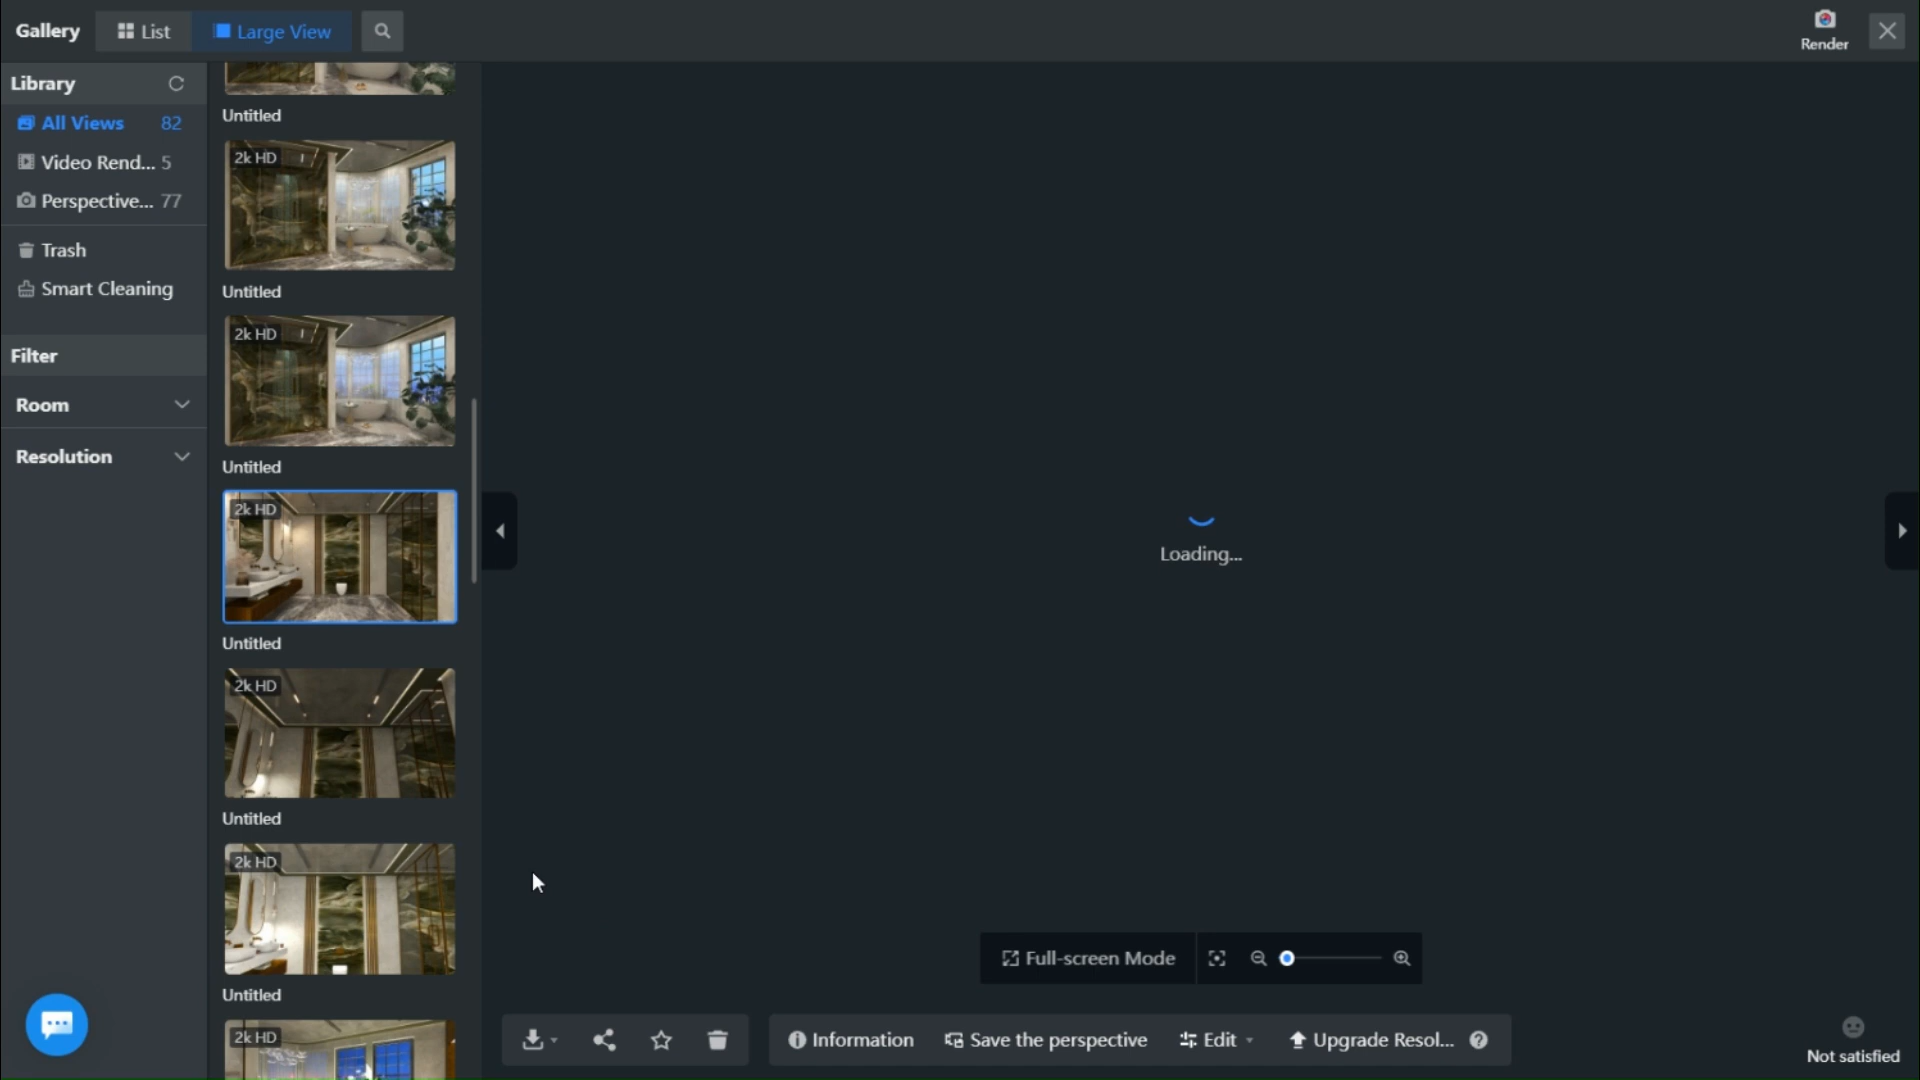 Gallery
List
Large View
Render
Library
All Views 82
Video Rend... 5
Perspective... 77
Trash
Smart Cleaning
Filter
Room
Resolution
Untitled
2k HD
Untitled
2k HD
Untitled
2k HD
Untitled
2k HD
Untitled
2k HD
Untitled
2k HD
Loading...
Full-screen Mode
Information
Save the perspective
Edit
Upgrade Resol...
Not satisfied